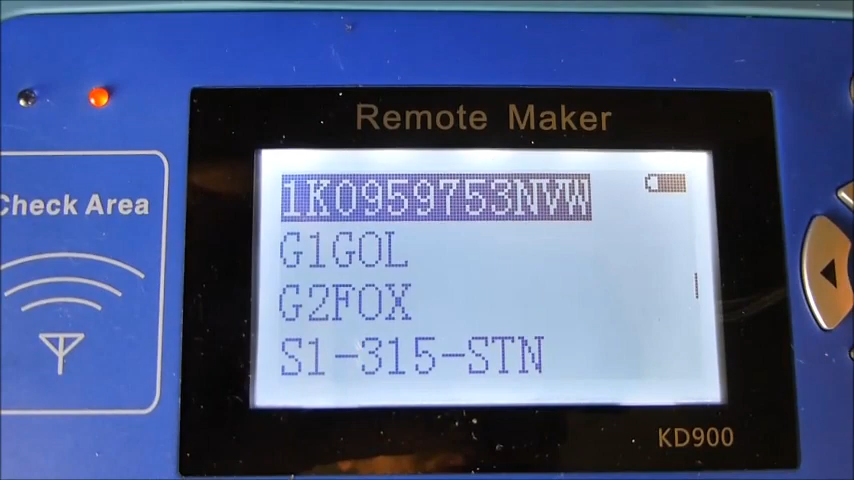 Remote Maker
Check Area
1K0959753NVW
G1GOL
G2FOX
S1-315-STN
KD900